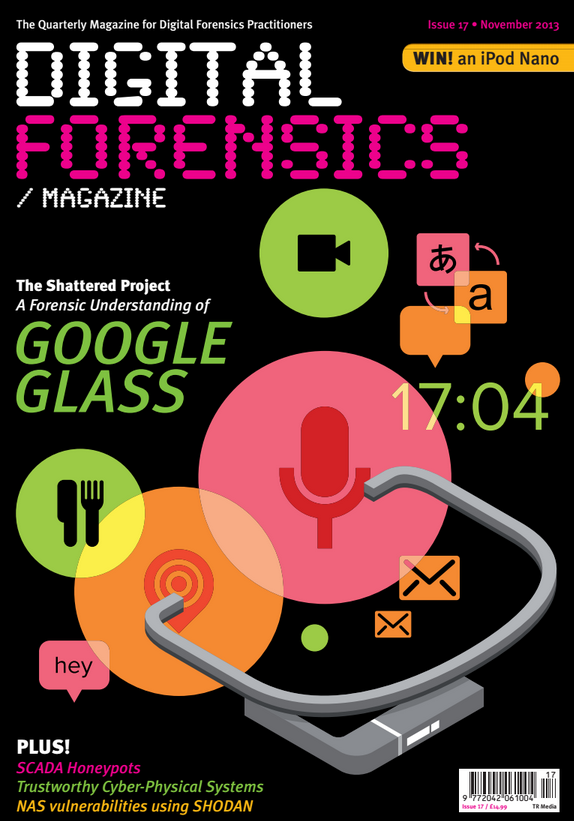 The Quarterly Magazine for Digital Forensics Practitioners
Issue 17 • November 2013
WIN! an iPod Nano
DIGITAL
FORENSICS
/ MAGAZINE
あ
a
The Shattered Project
A Forensic Understanding of
GOOGLE
GLASS
17:04
hey
PLUS!
SCADA Honeypots
Trustworthy Cyber-Physical Systems
NAS vulnerabilities using SHODAN
17
9 772042 061004
Issue 17 / £14.99
TR Media